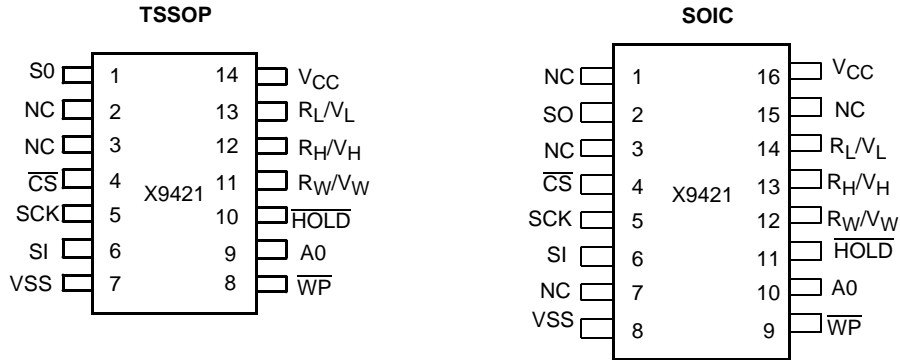 TSSOP
S0 1 14 VCC
NC 2 13 RL/VL
NC 3 12 RH/VH
CS 4 11 RW/VW
X9421
SCK 5 10 HOLD
SI 6 9 A0
VSS 7 8 WP
SOIC
NC 1 16 VCC
SO 2 15 NC
NC 3 14 RL/VL
CS 4 13 RH/VH
X9421
SCK 5 12 RW/VW
SI 6 11 HOLD
NC 7 10 A0
VSS 8 9 WP